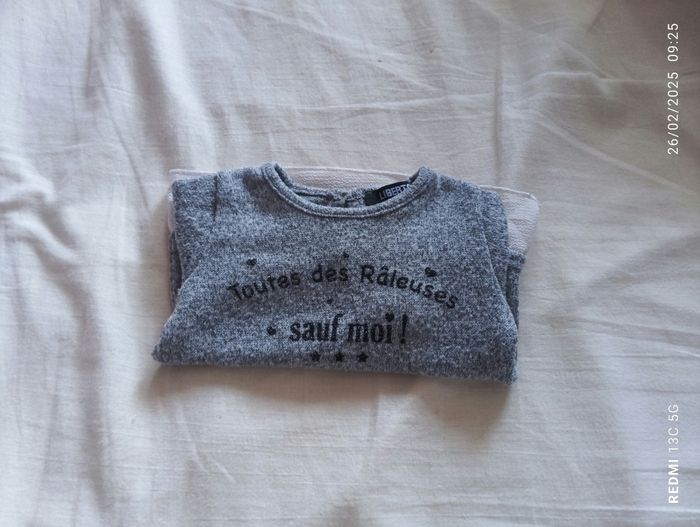 Toutes des Râleuses
sauf moi !
26/02/2025 09:25
REDMI 13C 5G